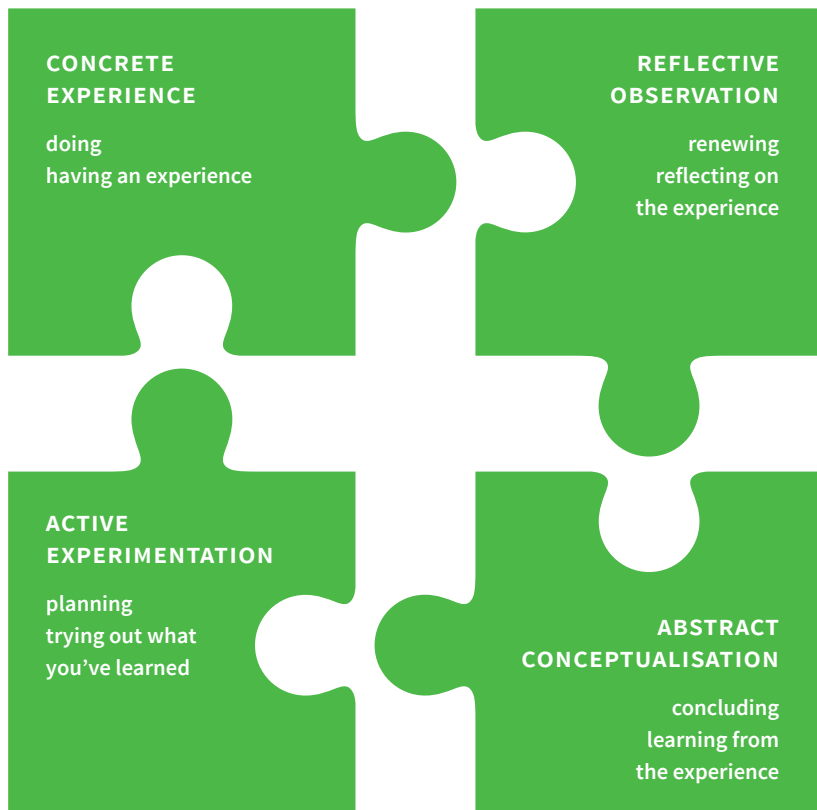 CONCRETE
EXPERIENCE
doing
having an experience
REFLECTIVE
OBSERVATION
renewing
reflecting on
the experience
ACTIVE
EXPERIMENTATION
planning
trying out what
you’ve learned
ABSTRACT
CONCEPTUALISATION
concluding
learning from
the experience